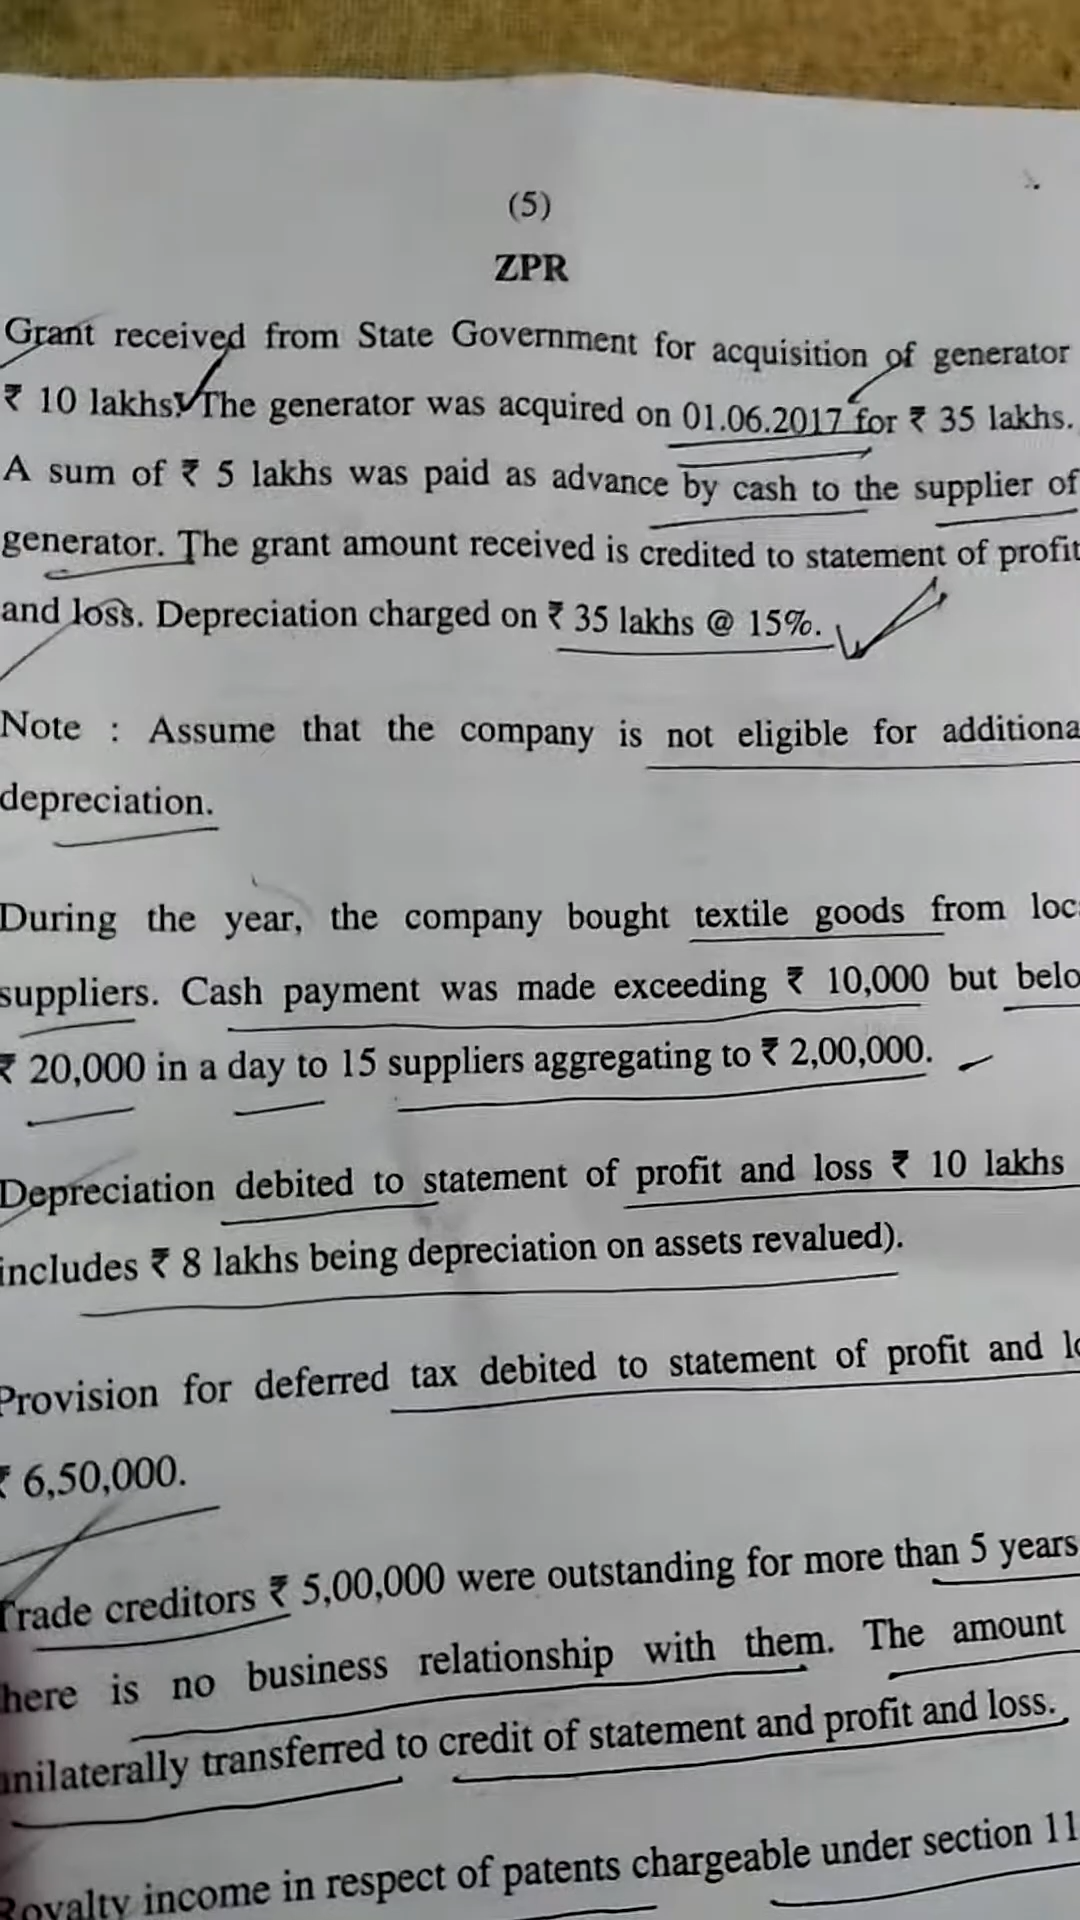 (5)
ZPR
Grant received from State Government for acquisition of generator
₹ 10 lakhs. The generator was acquired on 01.06.2017 for ₹ 35 lakhs.
A sum of ₹ 5 lakhs was paid as advance by cash to the supplier of
generator. The grant amount received is credited to statement of profit
and loss. Depreciation charged on ₹ 35 lakhs @ 15%.
Note : Assume that the company is not eligible for additiona
depreciation.
During the year, the company bought textile goods from loc
suppliers. Cash payment was made exceeding ₹ 10,000 but belo
₹ 20,000 in a day to 15 suppliers aggregating to ₹ 2,00,000.
Depreciation debited to statement of profit and loss ₹ 10 lakhs
includes ₹ 8 lakhs being depreciation on assets revalued).
Provision for deferred tax debited to statement of profit and lo
₹ 6,50,000.
Trade creditors ₹ 5,00,000 were outstanding for more than 5 years
here is no business relationship with them. The amount
unilaterally transferred to credit of statement and profit and loss.
Royalty income in respect of patents chargeable under section 11